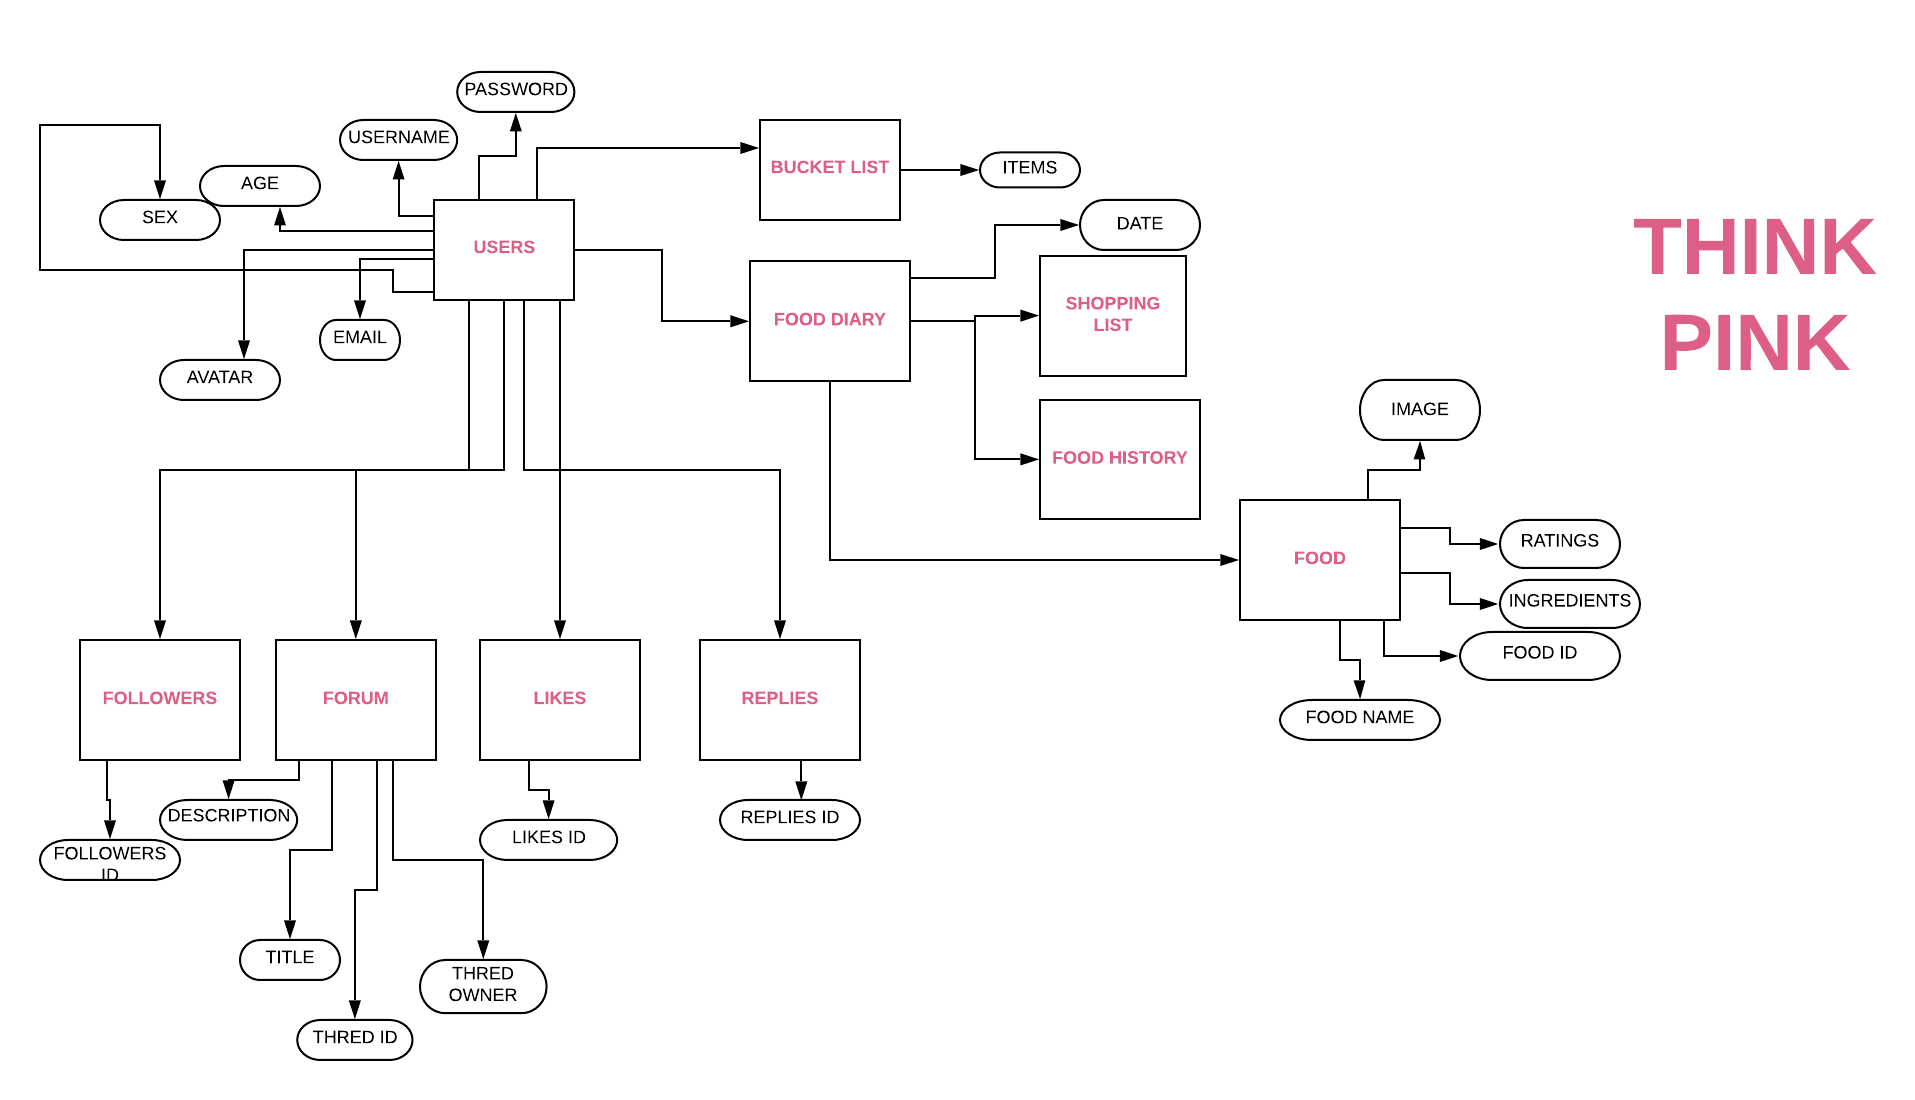 PASSWORD
USERNAME
AGE
SEX
BUCKET LIST
ITEMS
DATE
USERS
THINK
PINK
SHOPPING
LIST
FOOD DIARY
EMAIL
AVATAR
IMAGE
FOOD HISTORY
RATINGS
FOOD
INGREDIENTS
FOOD ID
FOOD NAME
FOLLOWERS
FORUM
LIKES
REPLIES
DESCRIPTION
REPLIES ID
LIKES ID
FOLLOWERS
ID
TITLE
THRED
OWNER
THRED ID